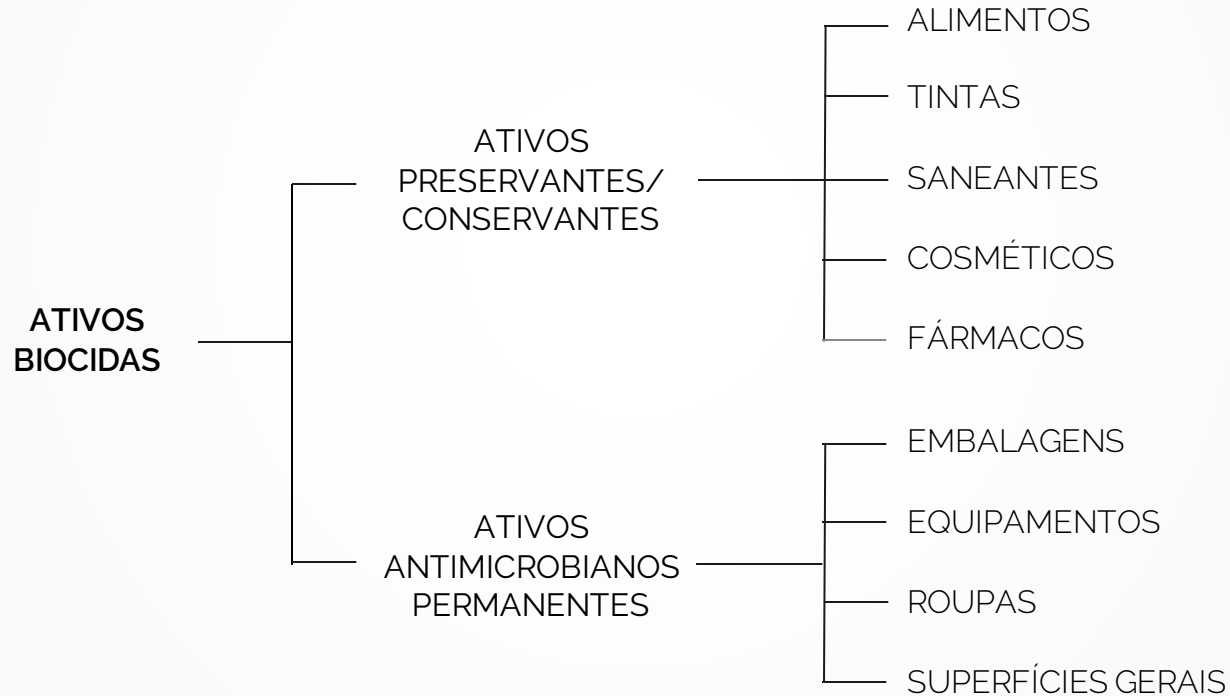 ATIVOS
BIOCIDAS
ATIVOS
PRESERVANTES/
CONSERVANTES
ALIMENTOS
TINTAS
SANEANTES
COSMÉTICOS
FÁRMACOS
ATIVOS
ANTIMICROBIANOS
PERMANENTES
EMBALAGENS
EQUIPAMENTOS
ROUPAS
SUPERFÍCIES GERAIS